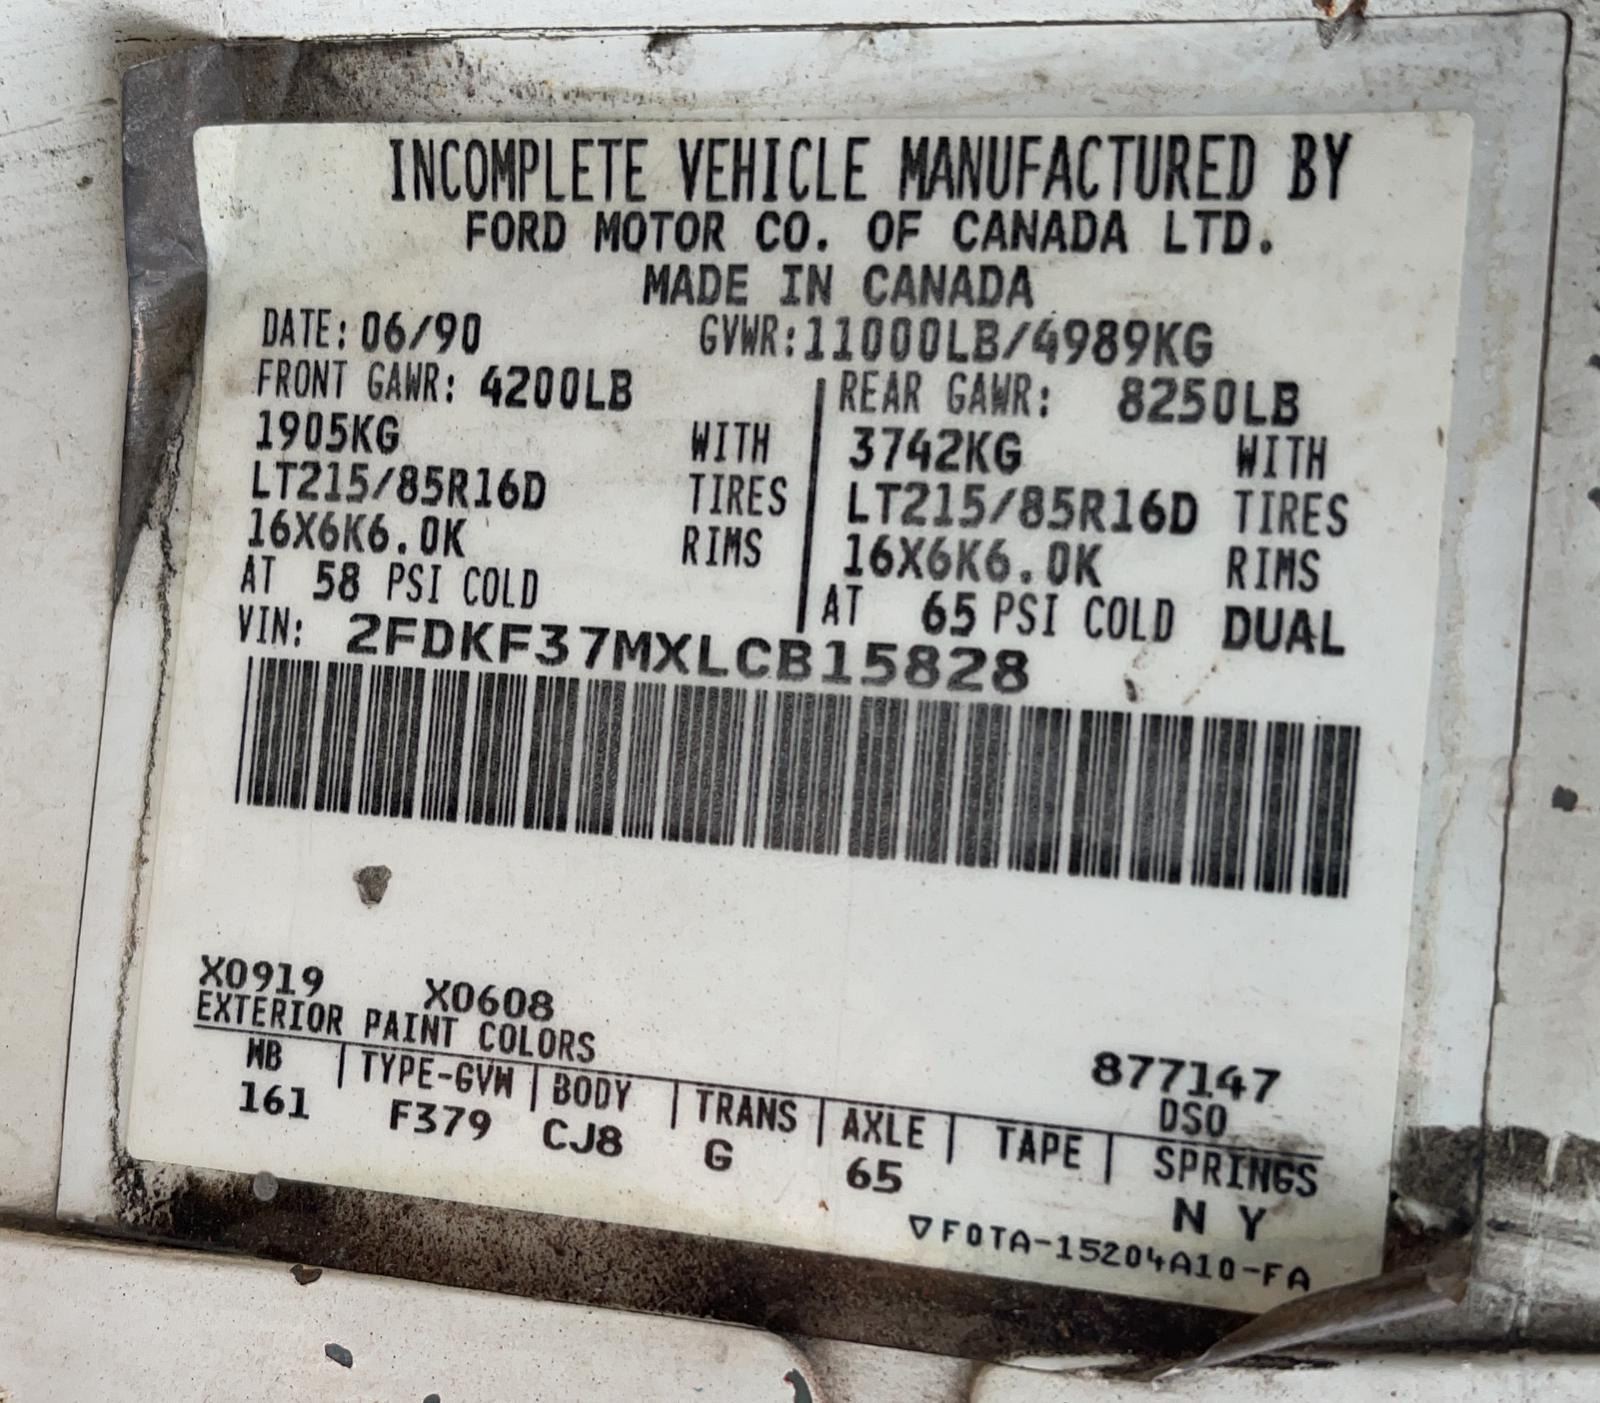 INCOMPLETE VEHICLE MANUFACTURED BY
FORD MOTOR CO. OF CANADA LTD.
MADE IN CANADA
DATE: 06/90 GVWR: 11000LB/4989KG
FRONT GAWR: 4200LB
1905KG WITH
LT215/85R16D TIRES
16X6K6.0K RIMS
AT 58 PSI COLD
REAR GAWR: 8250LB
3742KG WITH
LT215/85R16D TIRES
16X6K6.0K RIMS
AT 65 PSI COLD DUAL
VIN: 2FDKF37MXLCB15828
X0919 X0608
EXTERIOR PAINT COLORS
877147
DSO
WB TYPE-GVW BODY TRANS AXLE TAPE SPRINGS
161 F379 CJ8 G 65 N Y
▽F0TA-15204A10-FA